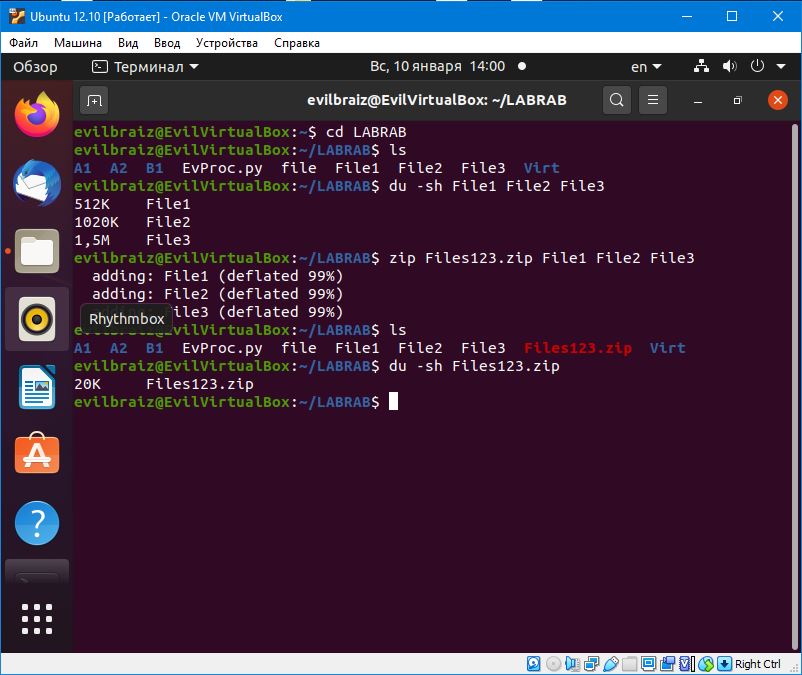 Ubuntu 12.10 [Работает] - Oracle VM VirtualBox
Файл Машина Вид Ввод Устройства Справка
Обзор Терминал Вс, 10 января 14:00 en
evilbraiz@EvilVirtualBox: ~/LABRAB
evilbraiz@EvilVirtualBox:~$ cd LABRAB
evilbraiz@EvilVirtualBox:~/LABRAB$ ls
A1 A2 B1 EvProc.py file File1 File2 File3 Virt
evilbraiz@EvilVirtualBox:~/LABRAB$ du -sh File1 File2 File3
512K File1
1020K File2
1,5M File3
evilbraiz@EvilVirtualBox:~/LABRAB$ zip Files123.zip File1 File2 File3
adding: File1 (deflated 99%)
adding: File2 (deflated 99%)
File3 (deflated 99%)
Rhythmbox
evilbraiz@EvilVirtualBox:~/LABRAB$ ls
A1 A2 B1 EvProc.py file File1 File2 File3 Files123.zip Virt
evilbraiz@EvilVirtualBox:~/LABRAB$ du -sh Files123.zip
20K Files123.zip
evilbraiz@EvilVirtualBox:~/LABRAB$
Right Ctrl